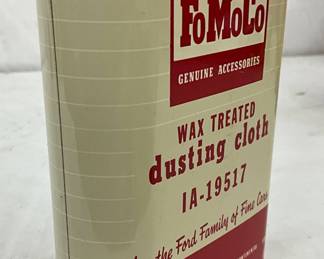 FoMoCo
GENUINE ACCESSORIES
WAX TREATED
dusting cloth
IA-19517
the Ford Family of Fine Cars